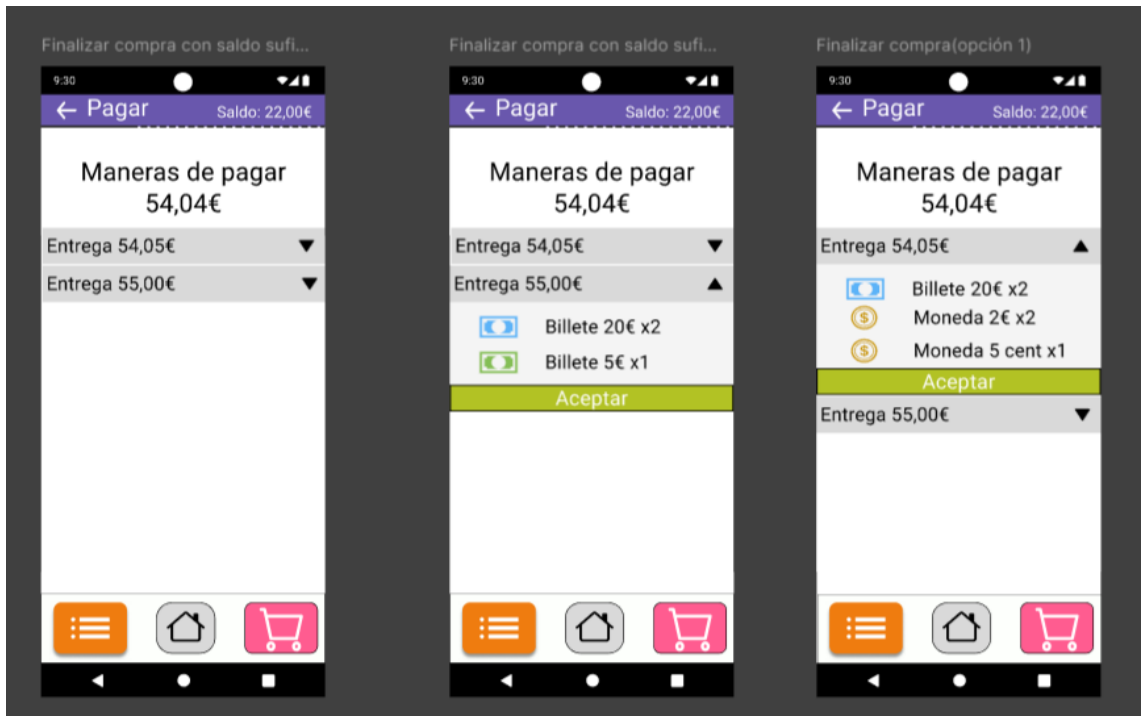 Finalizar compra con saldo sufi...
9:30
Pagar
Saldo: 22,00€
Maneras de pagar
54,04€
Entrega 54,05€
Entrega 55,00€
Finalizar compra con saldo sufi...
9:30
Pagar
Saldo: 22,00€
Maneras de pagar
54,04€
Entrega 54,05€
Entrega 55,00€
Billete 20€ x2
Billete 5€ x1
Aceptar
Finalizar compra(opción 1)
9:30
Pagar
Saldo: 22,00€
Maneras de pagar
54,04€
Entrega 54,05€
Billete 20€ x2
Moneda 2€ x2
Moneda 5 cent x1
Aceptar
Entrega 55,00€